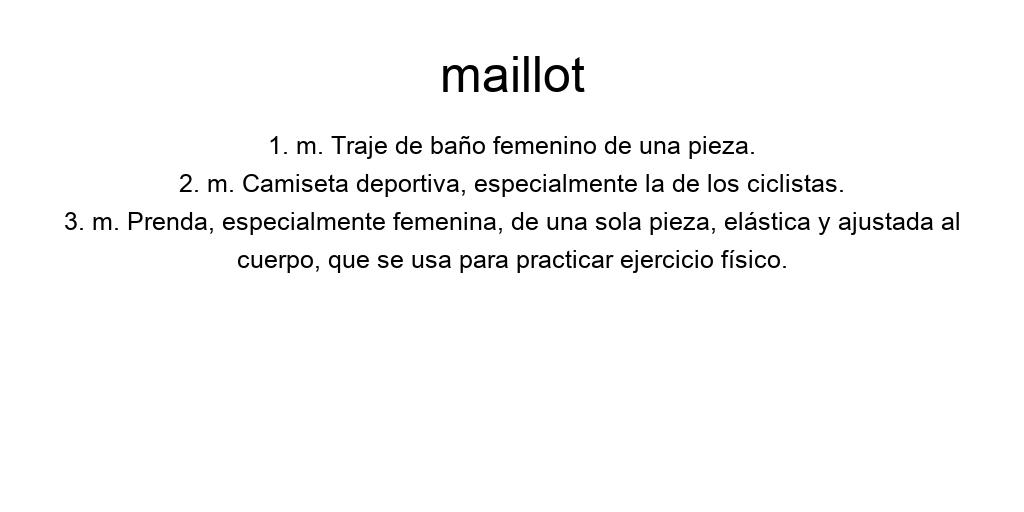 maillot
1. m. Traje de baño femenino de una pieza.
2. m. Camiseta deportiva, especialmente la de los ciclistas.
3. m. Prenda, especialmente femenina, de una sola pieza, elástica y ajustada al
cuerpo, que se usa para practicar ejercicio físico.